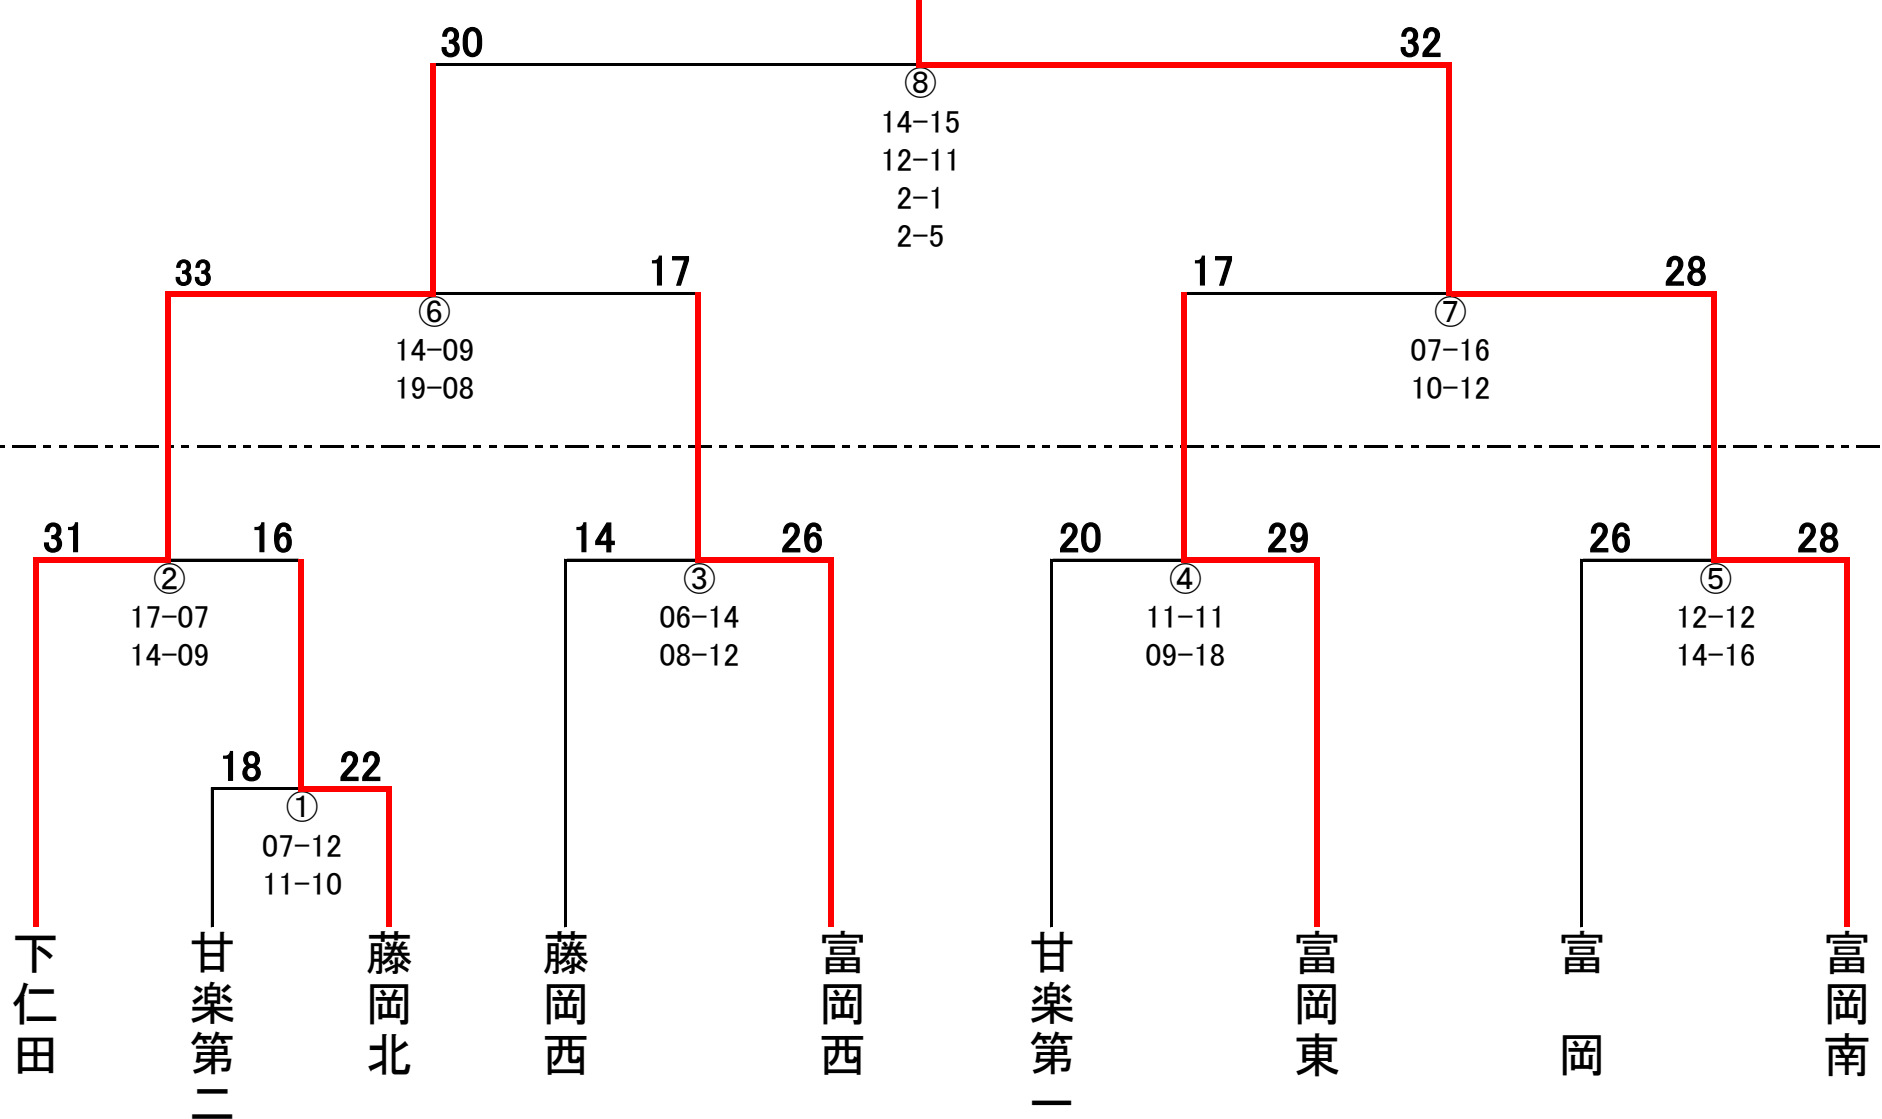 30 32
⑧
14-15
12-11
2-1
2-5
33 17 17 28
⑥ ⑦
14-09 07-16
19-08 10-12
31 16 14 26 20 29 26 28
② ③ ④ ⑤
17-07 06-14 11-11 12-12
14-09 08-12 09-18 14-16
18 22
①
07-12
11-10
下仁田
甘楽第二
藤岡北
藤岡西
富岡西
甘楽第一
富岡東
富岡
富岡南